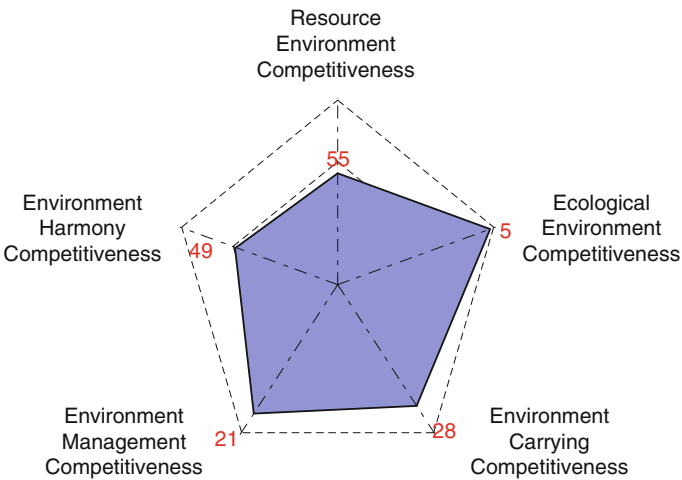 Resource
Environment
Competitiveness
55
Ecological
Environment
Competitiveness
5
Environment
Harmony
Competitiveness
49
Environment
Management
Competitiveness
21
28
Environment
Carrying
Competitiveness